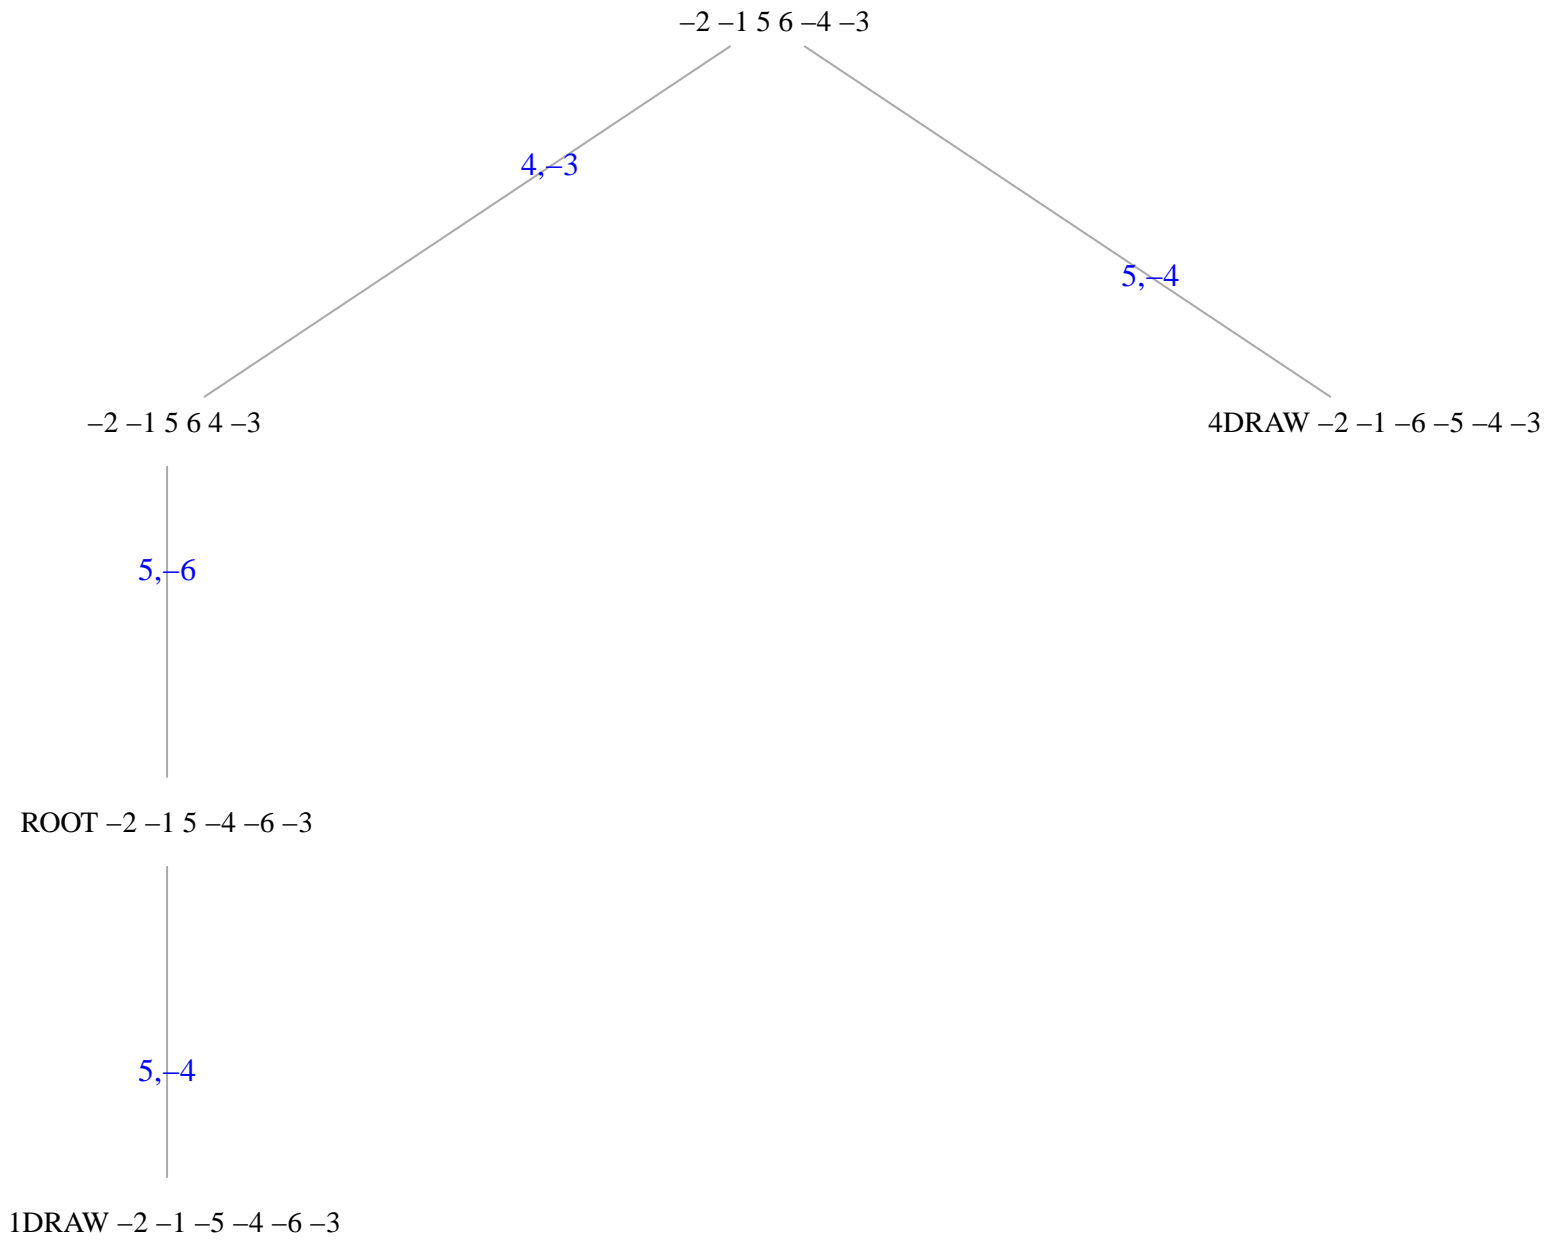 –2 –1 5 6 –4 –3
4,–3
5,–4
–2 –1 5 6 4 –3
4DRAW –2 –1 –6 –5 –4 –3
5,–6
ROOT –2 –1 5 –4 –6 –3
5,–4
1DRAW –2 –1 –5 –4 –6 –3